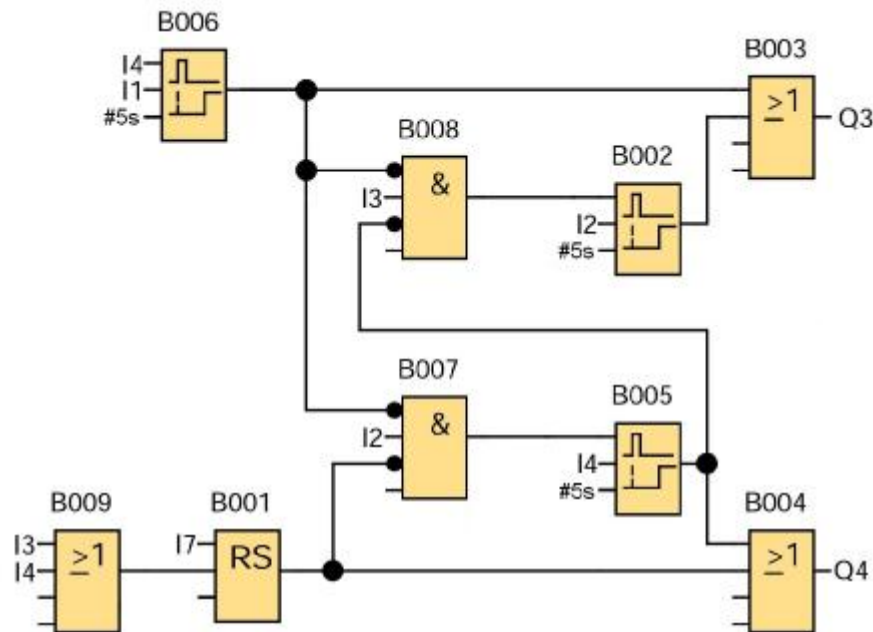 B006
I4
I1
#5s
B003
≥1
Q3
B008
I3
&
B002
I2
#5s
B007
I2
&
B005
I4
#5s
B009
I3
I4
≥1
B001
I7
RS
B004
≥1
Q4